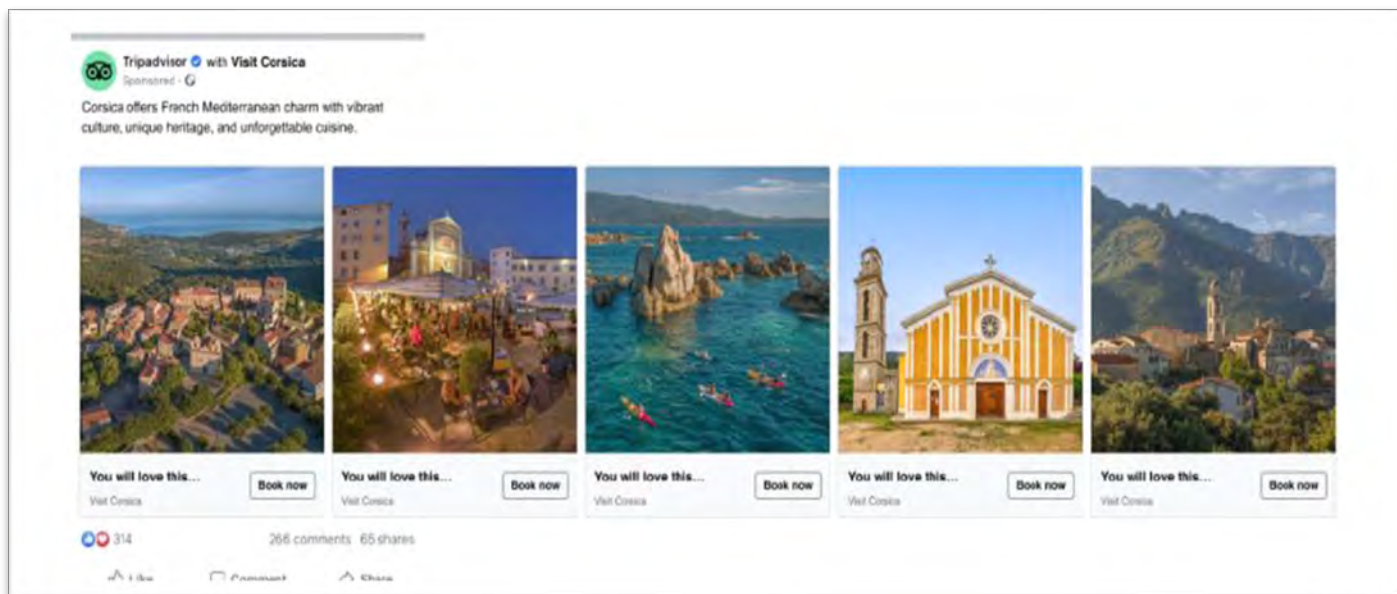 Tripadvisor with Visit Corsica
Sponsored ·
Corsica offers French Mediterranean charm with vibrant
culture, unique heritage, and unforgettable cuisine.
You will love this...
Visit Corsica
Book now
You will love this...
Visit Corsica
Book now
You will love this...
Visit Corsica
Book now
You will love this...
Visit Corsica
Book now
You will love this...
Visit Corsica
Book now
314 266 comments 65 shares
Like Comment Share